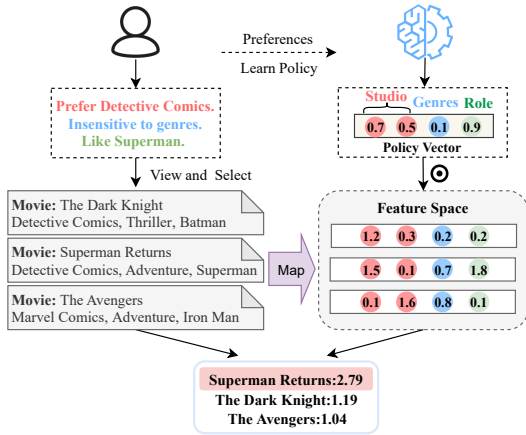 Preferences
Learn Policy
Prefer Detective Comics.
Insensitive to genres.
Like Superman.
Studio Genres Role
0.7 0.5 0.1 0.9
Policy Vector
View and Select
Movie: The Dark Knight
Detective Comics, Thriller, Batman
Movie: Superman Returns
Detective Comics, Adventure, Superman
Movie: The Avengers
Marvel Comics, Adventure, Iron Man
Map
Feature Space
1.2 0.3 0.2 0.2
1.5 0.1 0.7 1.8
0.1 1.6 0.8 0.1
Superman Returns:2.79
The Dark Knight:1.19
The Avengers:1.04